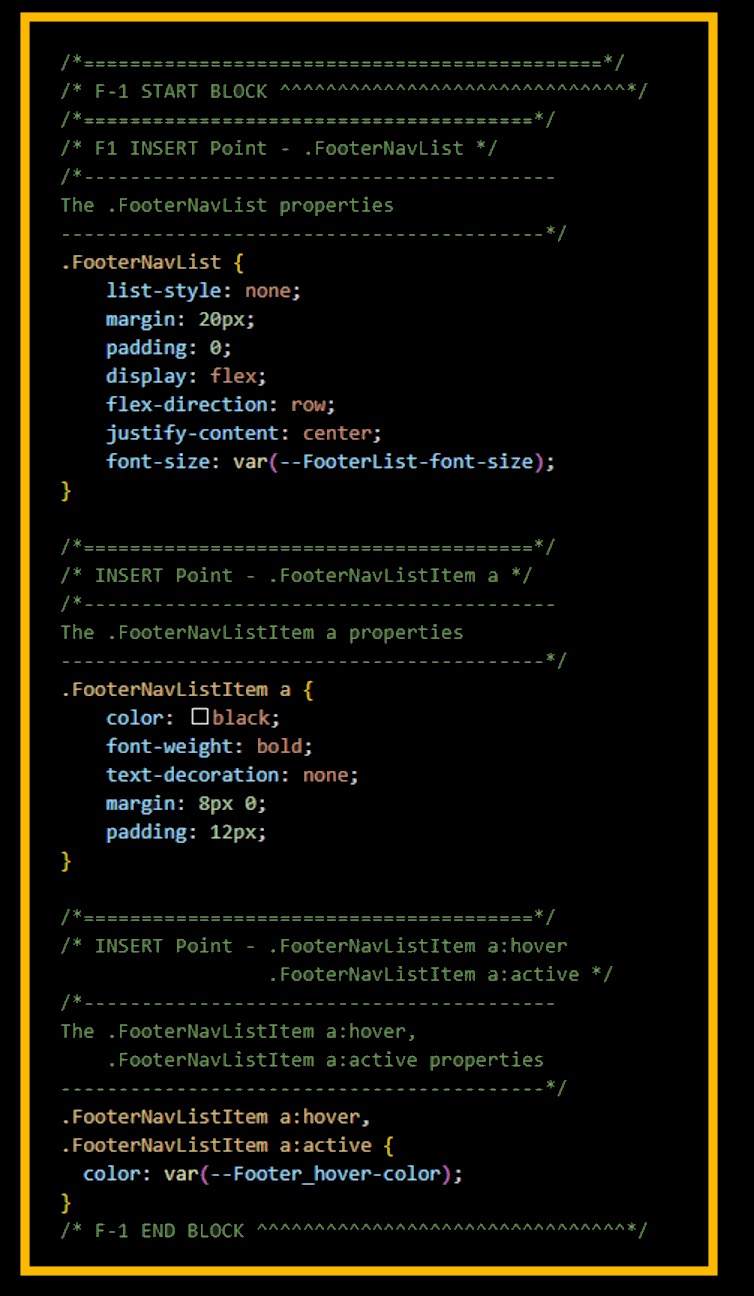 /*=============================================*/
/* F-1 START BLOCK ^^^^^^^^^^^^^^^^^^^^^^^^^^^^^^*/
/*=======================================*/
/* F1 INSERT Point - .FooterNavList */
/*-----------------------------------------
The .FooterNavList properties
------------------------------------------*/
.FooterNavList {
    list-style: none;
    margin: 20px;
    padding: 0;
    display: flex;
    flex-direction: row;
    justify-content: center;
    font-size: var(--FooterList-font-size);
}
/*=======================================*/
/* INSERT Point - .FooterNavListItem a */
/*-----------------------------------------
The .FooterNavListItem a properties
------------------------------------------*/
.FooterNavListItem a {
    color: black;
    font-weight: bold;
    text-decoration: none;
    margin: 8px 0;
    padding: 12px;
}
/*=======================================*/
/* INSERT Point - .FooterNavListItem a:hover
                  .FooterNavListItem a:active */
/*-----------------------------------------
The .FooterNavListItem a:hover,
    .FooterNavListItem a:active properties
------------------------------------------*/
.FooterNavListItem a:hover,
.FooterNavListItem a:active {
  color: var(--Footer_hover-color);
}
/* F-1 END BLOCK ^^^^^^^^^^^^^^^^^^^^^^^^^^^^^^^^*/